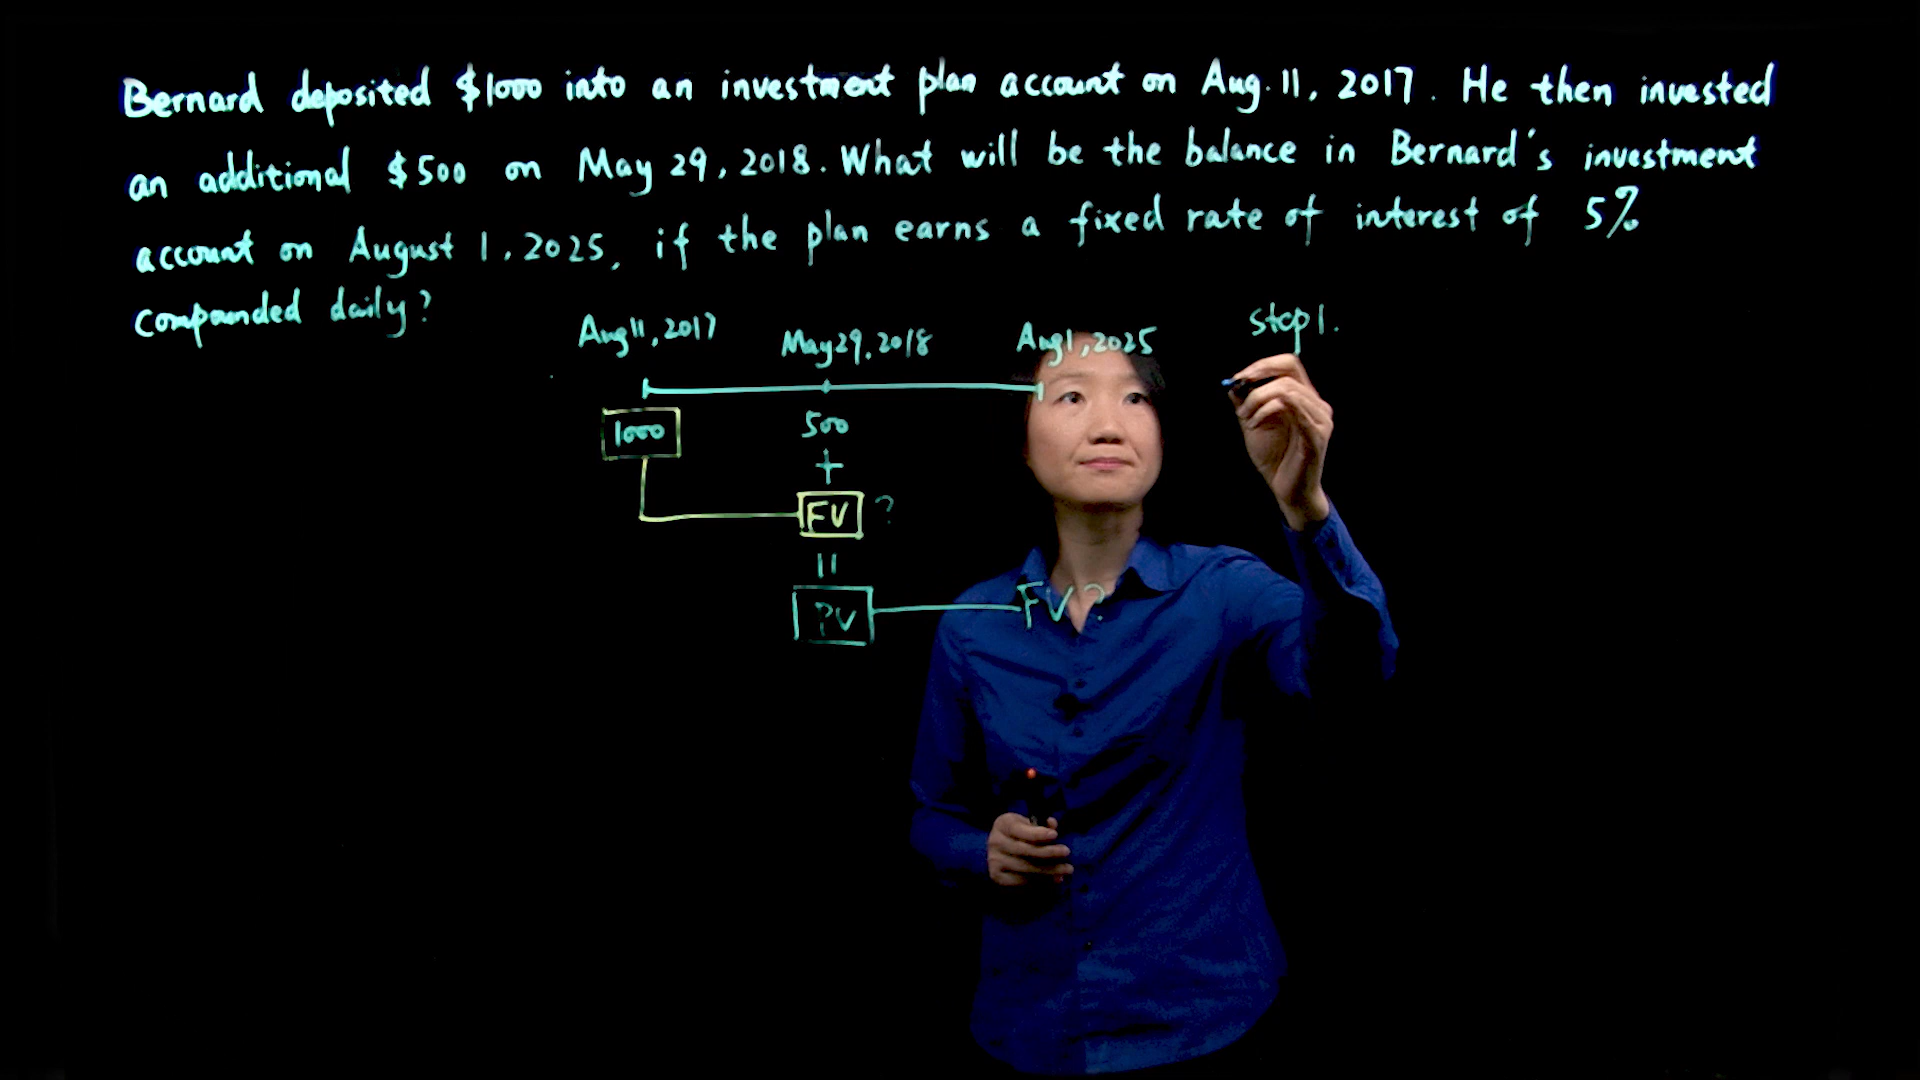 Bernard deposited $1000 into an investment plan account on Aug. 11, 2017. He then invested
an additional $500 on May 29, 2018. What will be the balance in Bernard's investment
account on August 1, 2025, if the plan earns a fixed rate of interest of 5%
compounded daily?
Aug 11, 2017 May 29, 2018 Aug 1, 2025
step 1.
1000 500
+
FV ?
=
PV FV ?